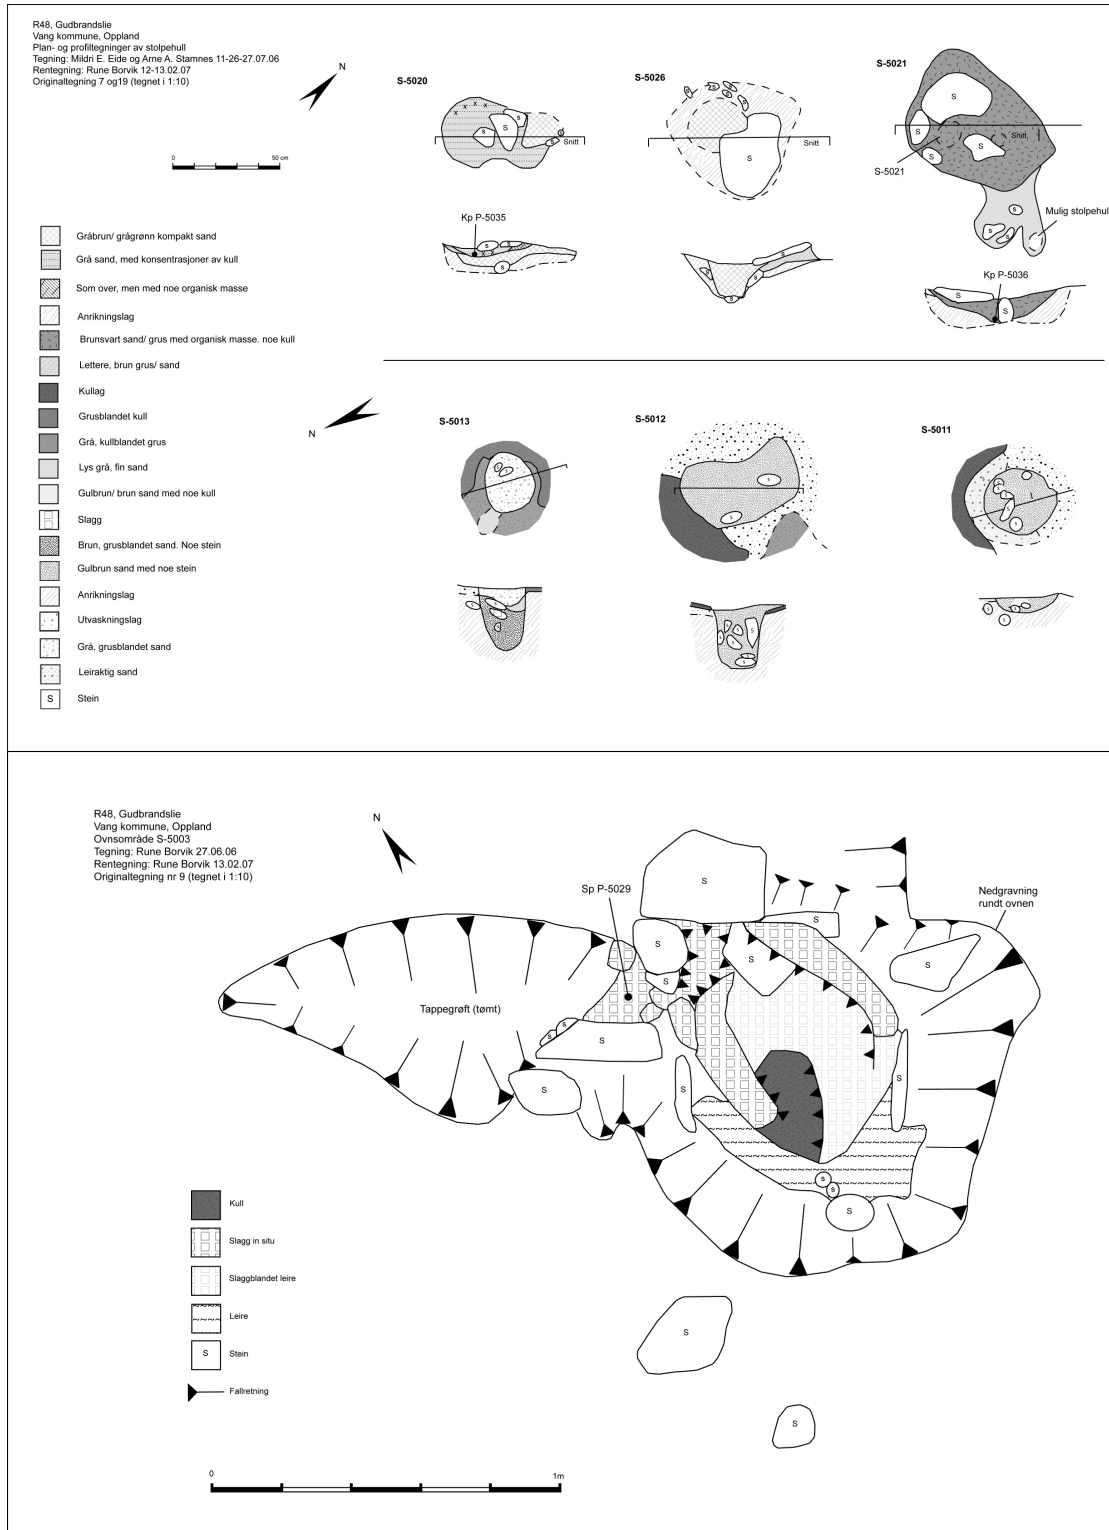 R48, Gudbrandslie
Vang kommune, Oppland
Plan- og profiltegninger av stolpehull
Tegning: Mildri E. Eide og Arne A. Stamnes 11-26-27.07.06
Rentegning: Rune Borvik 12-13.02.07
Originaltegning 7 og19 (tegnet i 1:10)
N
0 50 cm
S-5020
S
S
S
S
x x x x
Snitt
Kp P-5035
S S
x x x
S
S-5026
S S S S S
S
Snitt
S S
S
S
S-5021
S
S
S
S
Snitt
S-5021
S
S S
Mulig stolpehull
Kp P-5036
S
S
Gråbrun/ grågrønn kompakt sand
Grå sand, med konsentrasjoner av kull
Som over, men med noe organisk masse
Anrikningslag
Brunsvart sand/ grus med organisk masse. noe kull
Lettere, brun grus/ sand
Kullag
Grusblandet kull
Grå, kullblandet grus
Lys grå, fin sand
Gulbrun/ brun sand med noe kull
Slagg
Brun, grusblandet sand. Noe stein
Gulbrun sand med noe stein
Anrikningslag
Utvaskningslag
Grå, grusblandet sand
Leiraktig sand
S Stein
N
S-5013
S S
S S
S
S-5012
S
S
S S S S S
S S
S-5011
S S S S S
S S S S
R48, Gudbrandslie
Vang kommune, Oppland
Ovnsområde S-5003
Tegning: Rune Borvik 27.06.06
Rentegning: Rune Borvik 13.02.07
Originaltegning nr 9 (tegnet i 1:10)
N
Sp P-5029
Nedgravning
rundt ovnen
S
S
S
S
S
S
Tappegrøft (tømt)
S S
S
S
S
S
S
S
S
Kull
Slagg in situ
Slaggblandet leire
Leire
S Stein
Fallretning
S
S
0 1m